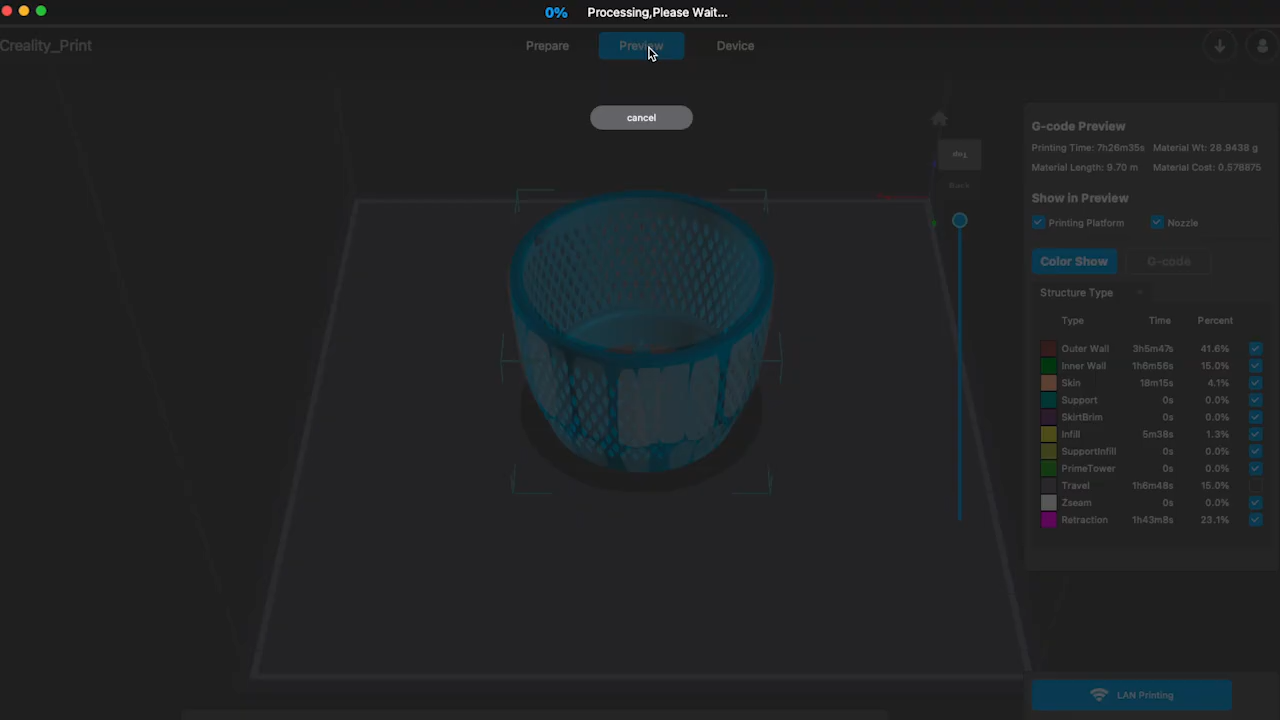 0% Processing,Please Wait...
Creality_Print
Prepare Preview Device
cancel
Top
Back
G-code Preview
Printing Time: 7h26m35s Material Wt: 28.9438 g
Material Length: 9.70 m Material Cost: 0.578875
Show in Preview
Printing Platform Nozzle
Color Show G-code
Structure Type
Type Time Percent
Outer Wall 3h5m47s 41.6%
Inner Wall 1h6m56s 15.0%
Skin 18m15s 4.1%
Support 0s 0.0%
SkirtBrim 0s 0.0%
Infill 5m38s 1.3%
SupportInfill 0s 0.0%
PrimeTower 0s 0.0%
Travel 1h6m48s 15.0%
Zseam 0s 0.0%
Retraction 1h43m8s 23.1%
LAN Printing